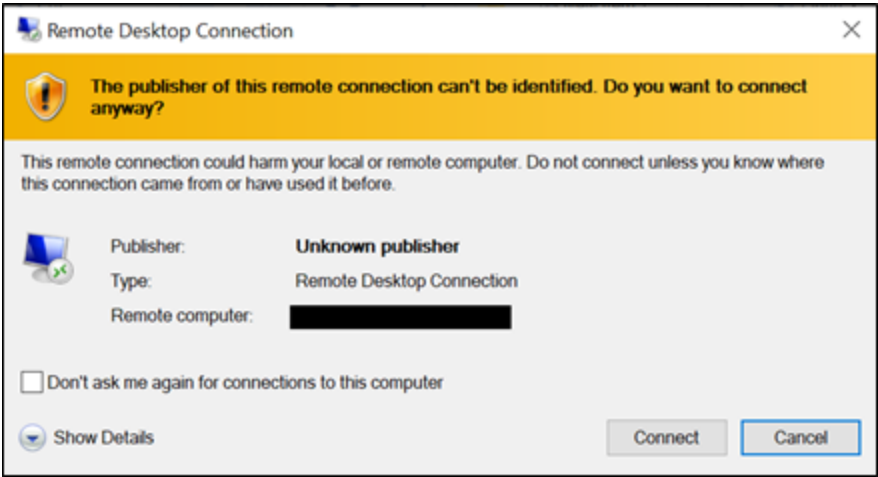 Remote Desktop Connection
The publisher of this remote connection can't be identified. Do you want to connect
anyway?
This remote connection could harm your local or remote computer. Do not connect unless you know where
this connection came from or have used it before.
Publisher: Unknown publisher
Type: Remote Desktop Connection
Remote computer:
Don't ask me again for connections to this computer
Show Details Connect Cancel